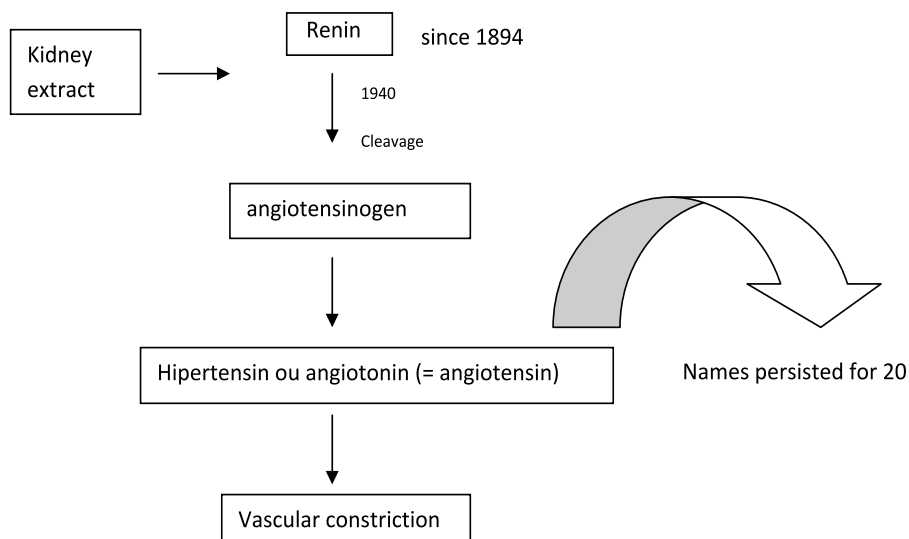 Renin
since 1894
Kidney
extract
1940
Cleavage
angiotensinogen
Hipertensin ou angiotonin (= angiotensin)
Names persisted for 20
Vascular constriction